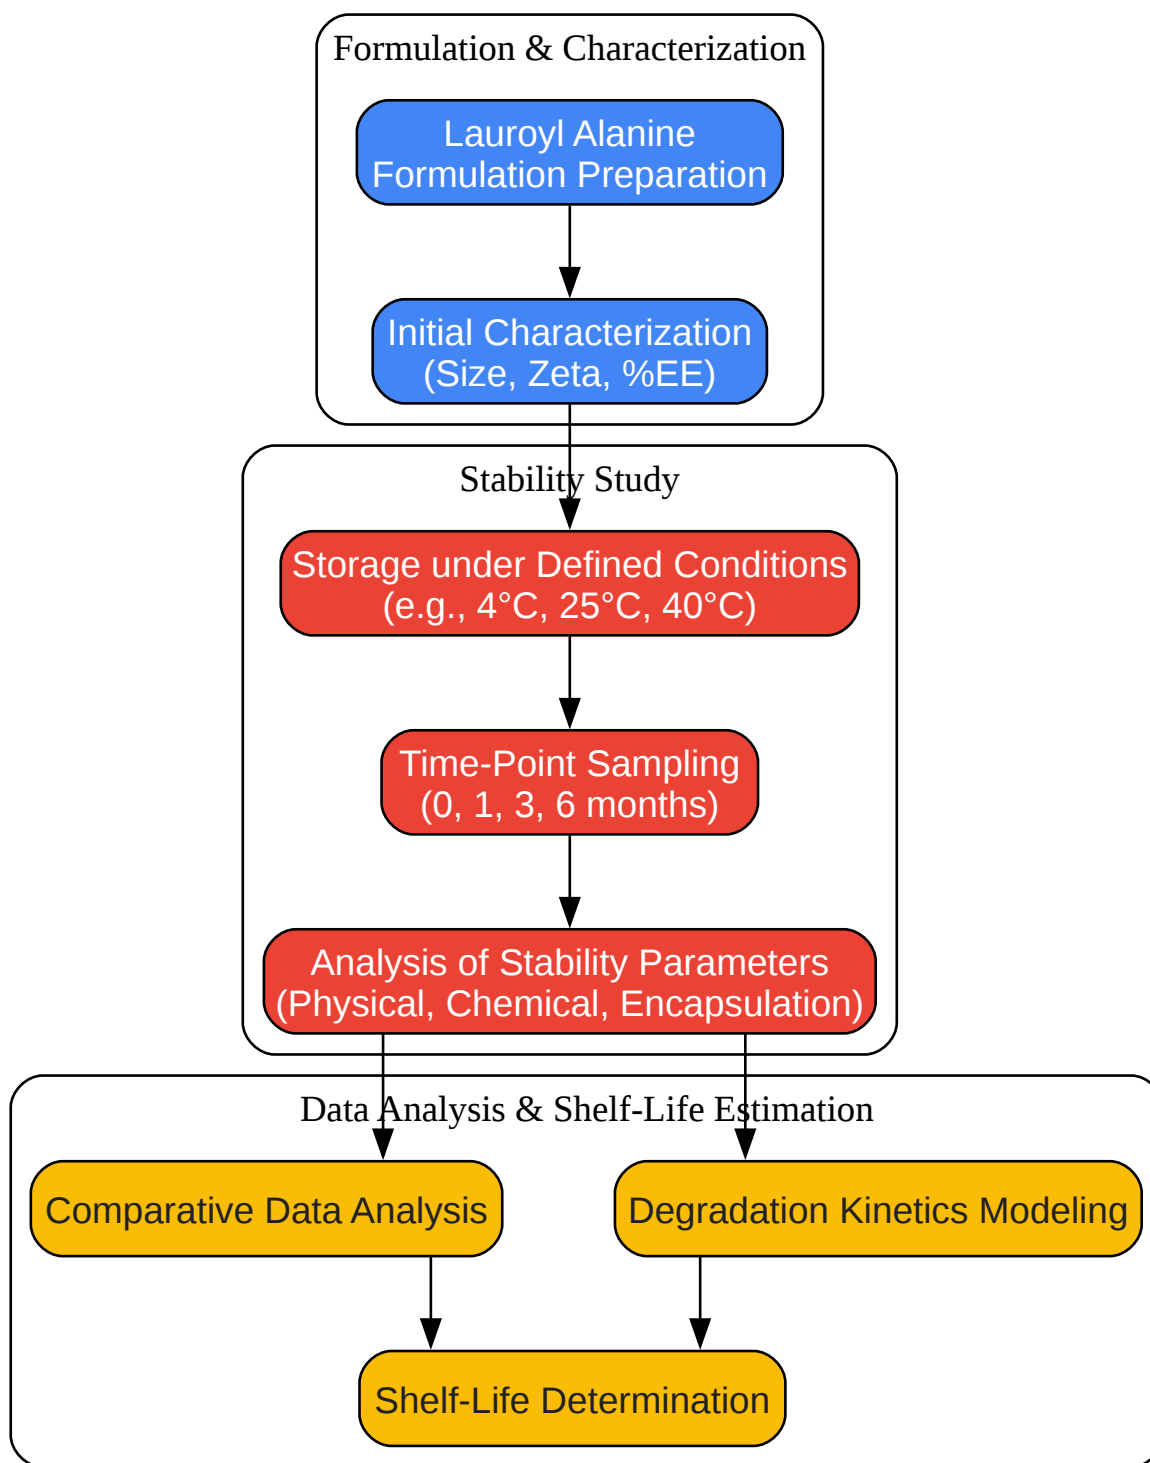 Formulation & Characterization
Lauroyl Alanine
Formulation Preparation
Initial Characterization
(Size, Zeta, %EE)
Stability Study
Storage under Defined Conditions
(e.g., 4°C, 25°C, 40°C)
Time-Point Sampling
(0, 1, 3, 6 months)
Analysis of Stability Parameters
(Physical, Chemical, Encapsulation)
Data Analysis & Shelf-Life Estimation
Comparative Data Analysis
Degradation Kinetics Modeling
Shelf-Life Determination